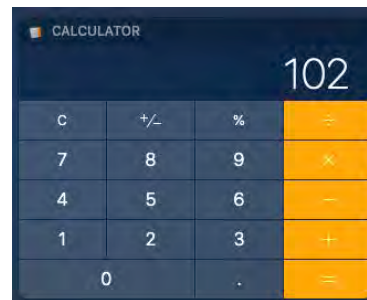 CALCULATOR
102
C +/− % ÷
7 8 9 ×
4 5 6 −
1 2 3 +
0 . =